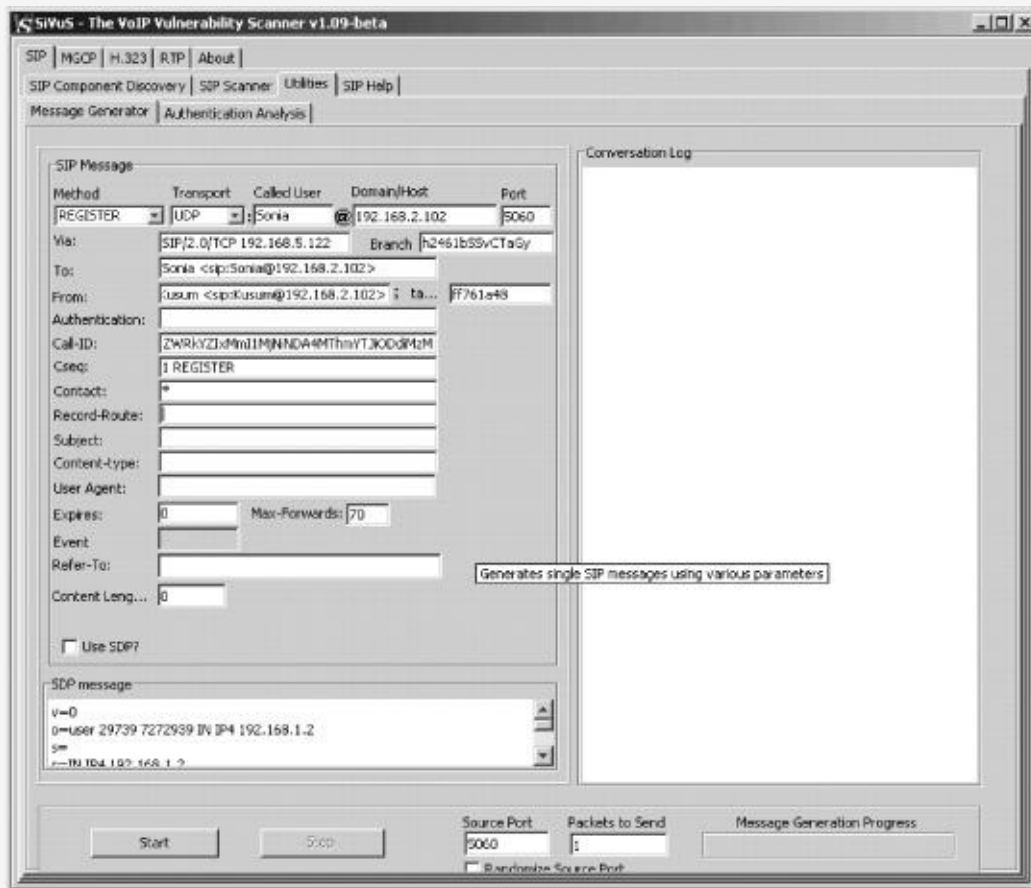 SiVuS - The VoIP Vulnerability Scanner v1.09-beta
SIP MGCP H.323 RTP About
SIP Component Discovery SIP Scanner Utilities SIP Help
Message Generator Authentication Analysis
SIP Message
Method Transport Called User Domain/Host Port
REGISTER UDP : Sonia @ 192.168.2.102 5060
Via: SIP/2.0/TCP 192.168.5.122 Branch h2461bSSvCTaGy
To: Sonia <sip:Sonia@192.168.2.102>
From: Kusum <sip:Kusum@192.168.2.102> ; ta... ff761a48
Authentication:
Call-ID:
Cseq: 1 REGISTER
Contact: *
Record-Route:
Subject:
Content-type:
User Agent:
Expires: 0 Max-Forwards: 70
Event
Refer-To:
Content Leng... 0
Use SDP?
SDP message
v=0
o=user 29739 7272939 IN IP4 192.168.1.2
s=
c=IN IP4 192.168.1.2
Conversation Log
Generates single SIP messages using various parameters
Start Stop
Source Port Packets to Send Message Generation Progress
5060 1
Randomize Source Port